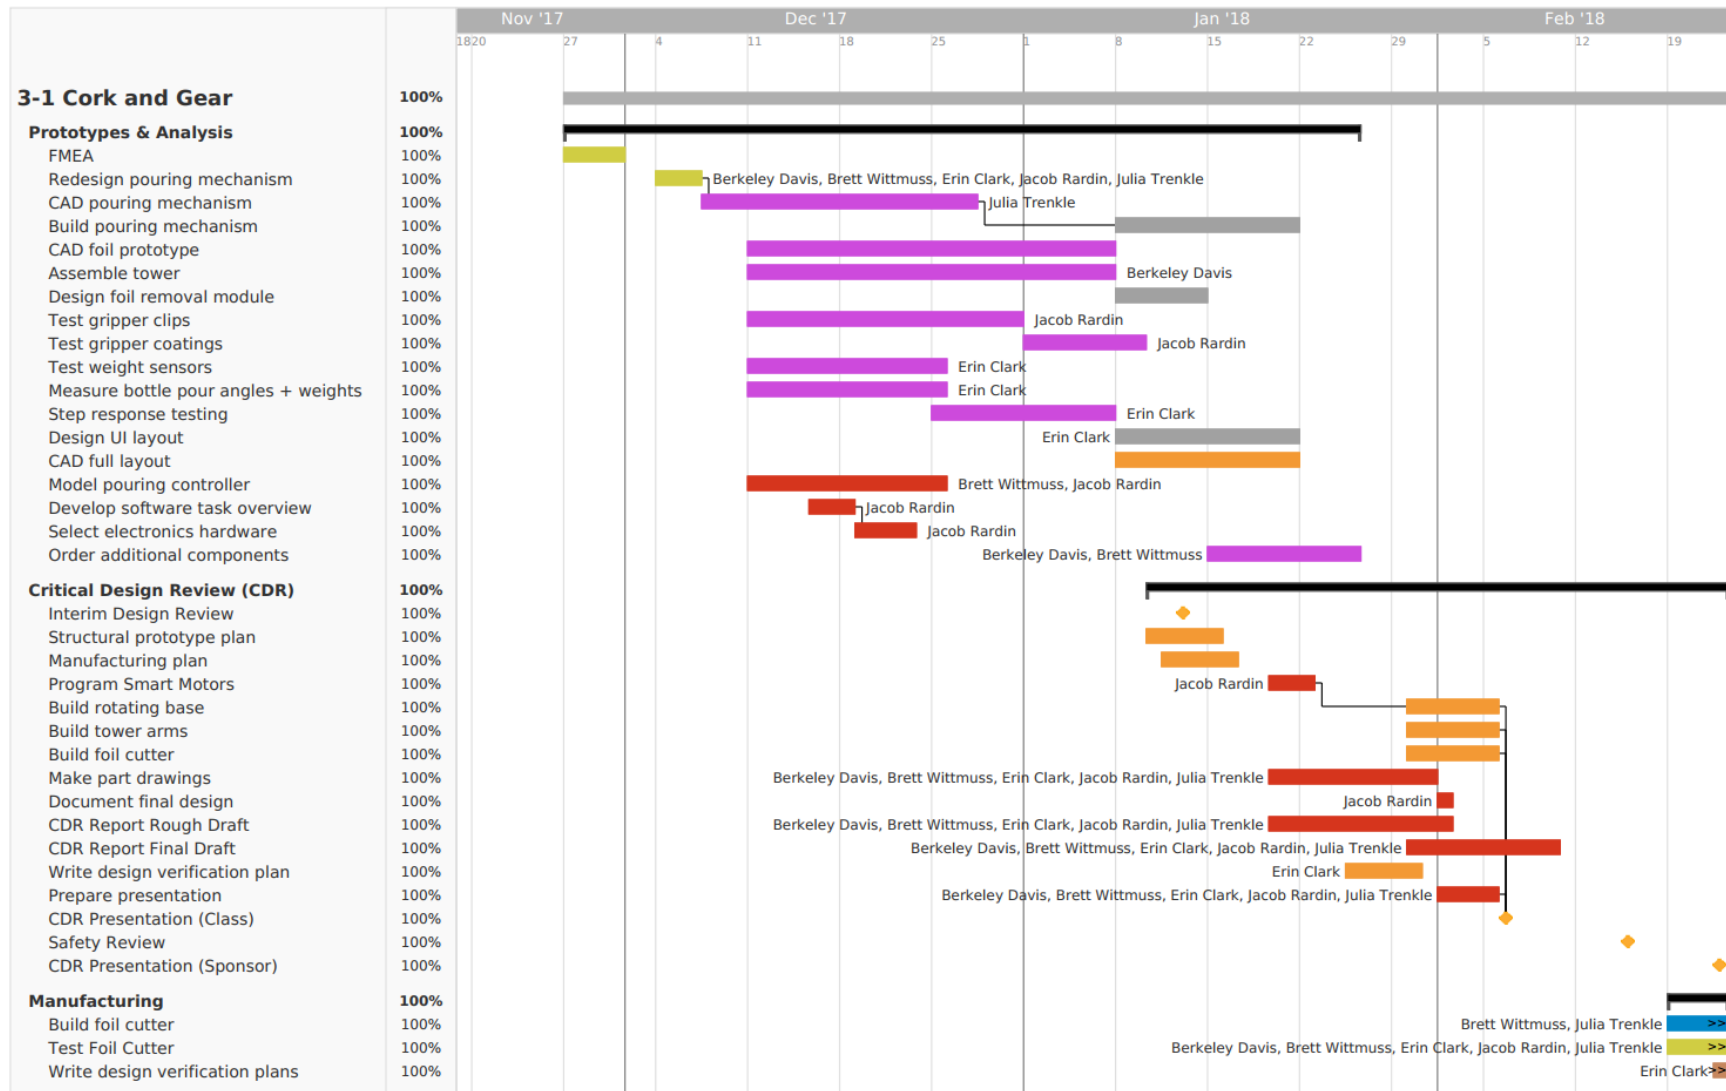 Nov '17 Dec '17 Jan '18 Feb '18
1820 27 4 11 18 25 1 8 15 22 29 5 12 19
3-1 Cork and Gear 100%
Prototypes & Analysis 100%
FMEA 100%
Redesign pouring mechanism 100% Berkeley Davis, Brett Wittmuss, Erin Clark, Jacob Rardin, Julia Trenkle
CAD pouring mechanism 100% Julia Trenkle
Build pouring mechanism 100%
CAD foil prototype 100%
Assemble tower 100% Berkeley Davis
Design foil removal module 100%
Test gripper clips 100% Jacob Rardin
Test gripper coatings 100% Jacob Rardin
Test weight sensors 100% Erin Clark
Measure bottle pour angles + weights 100% Erin Clark
Step response testing 100% Erin Clark
Design UI layout 100% Erin Clark
CAD full layout 100%
Model pouring controller 100% Brett Wittmuss, Jacob Rardin
Develop software task overview 100% Jacob Rardin
Select electronics hardware 100% Jacob Rardin
Order additional components 100% Berkeley Davis, Brett Wittmuss
Critical Design Review (CDR) 100%
Interim Design Review 100%
Structural prototype plan 100%
Manufacturing plan 100%
Program Smart Motors 100% Jacob Rardin
Build rotating base 100%
Build tower arms 100%
Build foil cutter 100%
Make part drawings 100% Berkeley Davis, Brett Wittmuss, Erin Clark, Jacob Rardin, Julia Trenkle
Document final design 100% Jacob Rardin
CDR Report Rough Draft 100% Berkeley Davis, Brett Wittmuss, Erin Clark, Jacob Rardin, Julia Trenkle
CDR Report Final Draft 100% Berkeley Davis, Brett Wittmuss, Erin Clark, Jacob Rardin, Julia Trenkle
Write design verification plan 100% Erin Clark
Prepare presentation 100% Berkeley Davis, Brett Wittmuss, Erin Clark, Jacob Rardin, Julia Trenkle
CDR Presentation (Class) 100%
Safety Review 100%
CDR Presentation (Sponsor) 100%
Manufacturing 100%
Build foil cutter 100% Brett Wittmuss, Julia Trenkle >>
Test Foil Cutter 100% Berkeley Davis, Brett Wittmuss, Erin Clark, Jacob Rardin, Julia Trenkle >>
Write design verification plans 100% Erin Clark >>